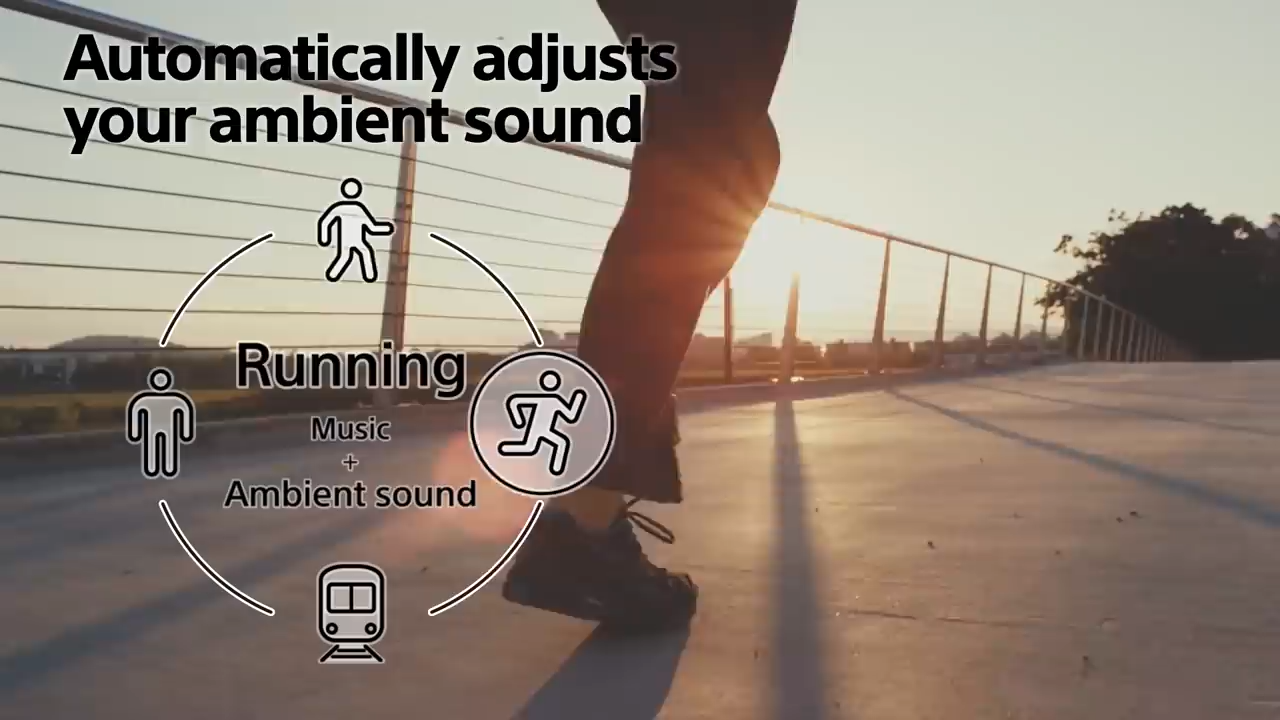 Automatically adjusts
your ambient sound
Running
Music
+
Ambient sound